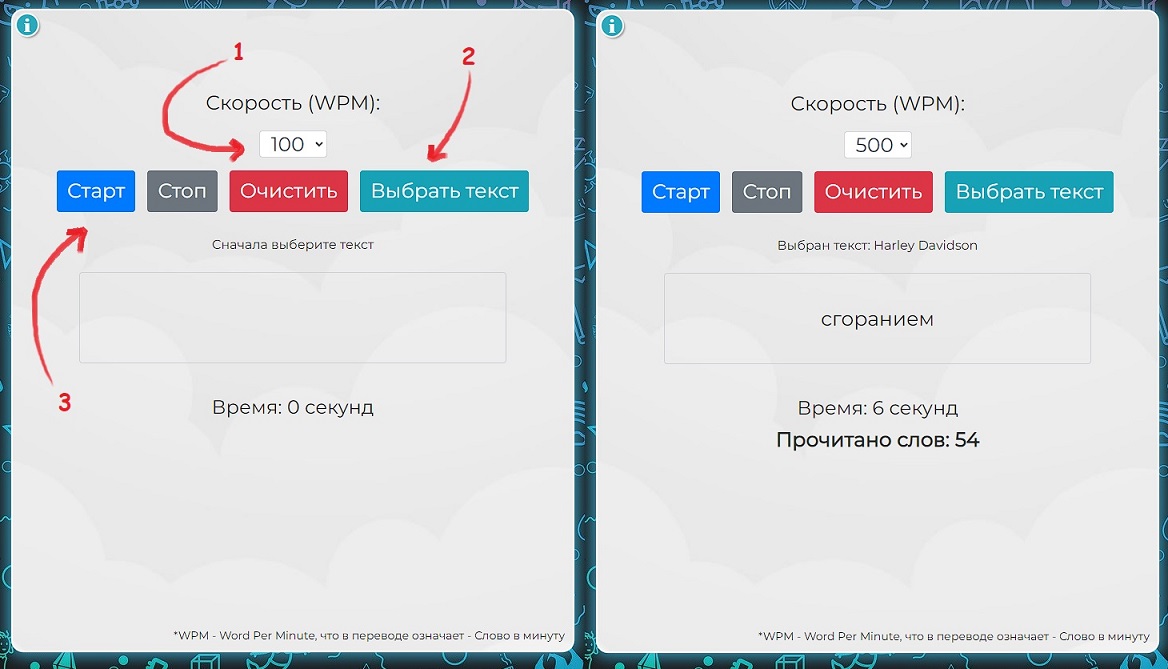 1
2
Скорость (WPM):
100
Старт Стоп Очистить Выбрать текст
Сначала выберите текст
3
Время: 0 секунд
*WPM - Word Per Minute, что в переводе означает - Слово в минуту
Скорость (WPM):
500
Старт Стоп Очистить Выбрать текст
Выбран текст: Harley Davidson
сгоранием
Время: 6 секунд
Прочитано слов: 54
*WPM - Word Per Minute, что в переводе означает - Слово в минуту